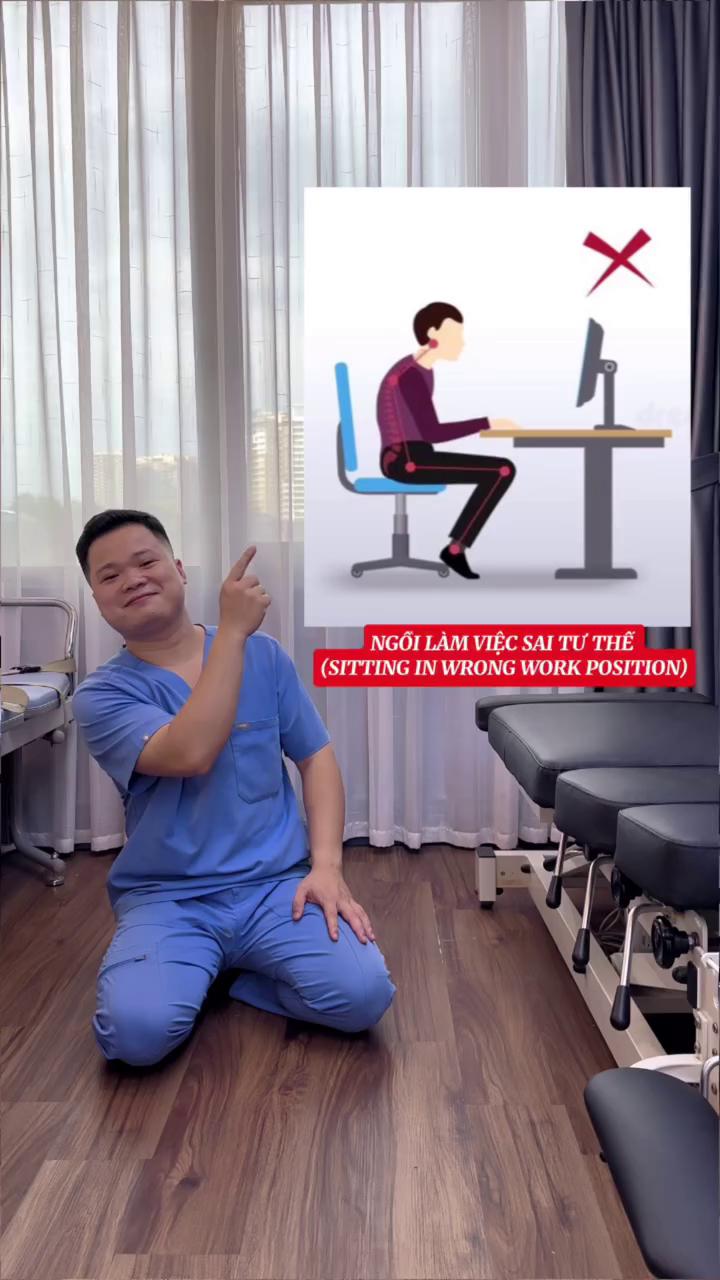 NGỒI LÀM VIỆC SAI TƯ THẾ
(SITTING IN WRONG WORK POSITION)